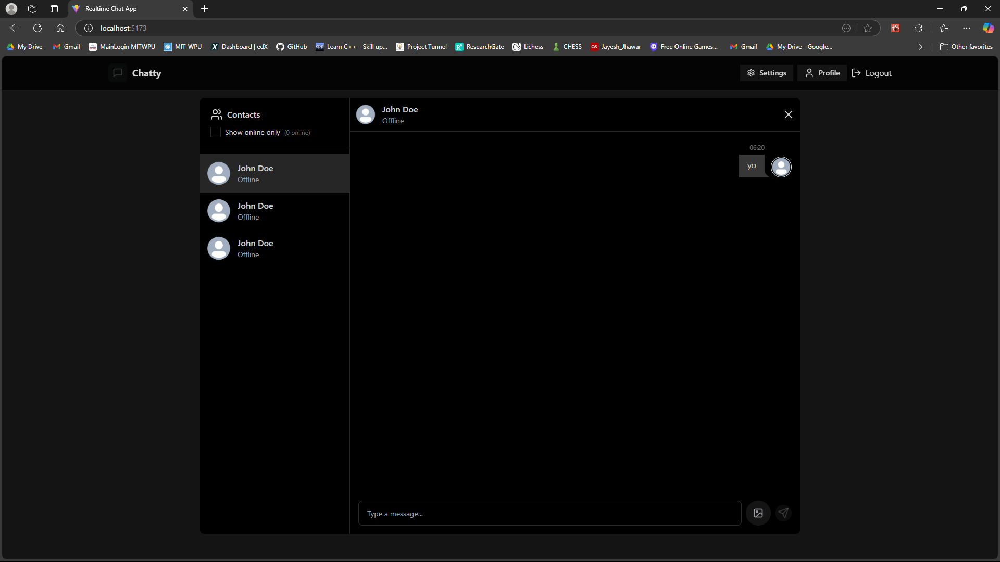 Realtime Chat App
localhost:5173
My Drive Gmail MainLogin MITWPU MIT-WPU Dashboard | edX GitHub Learn C++ – Skill up... Project Tunnel ResearchGate Lichess CHESS Jayesh_Jhawar Free Online Games... Gmail My Drive - Google... Other favorites
Chatty Settings Profile Logout
Contacts
Show online only (0 online)
John Doe
Offline
John Doe
Offline
John Doe
Offline
John Doe
Offline
06:20
yo
Type a message...